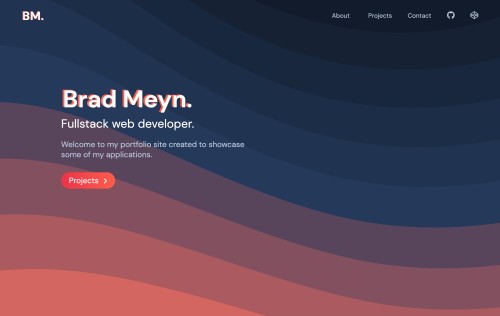 BM.
About
Projects
Contact
Brad Meyn.
Fullstack web developer.
Welcome to my portfolio site created to showcase
some of my applications.
Projects